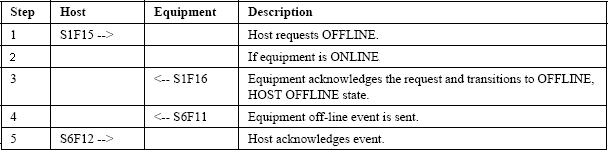 Step Host Equipment Description
1 S1F15 --> Host requests OFFLINE.
2 If equipment is ONLINE
3 <-- S1F16 Equipment acknowledges the request and transitions to OFFLINE,
HOST OFFLINE state.
4 <-- S6F11 Equipment off-line event is sent.
5 S6F12 --> Host acknowledges event.